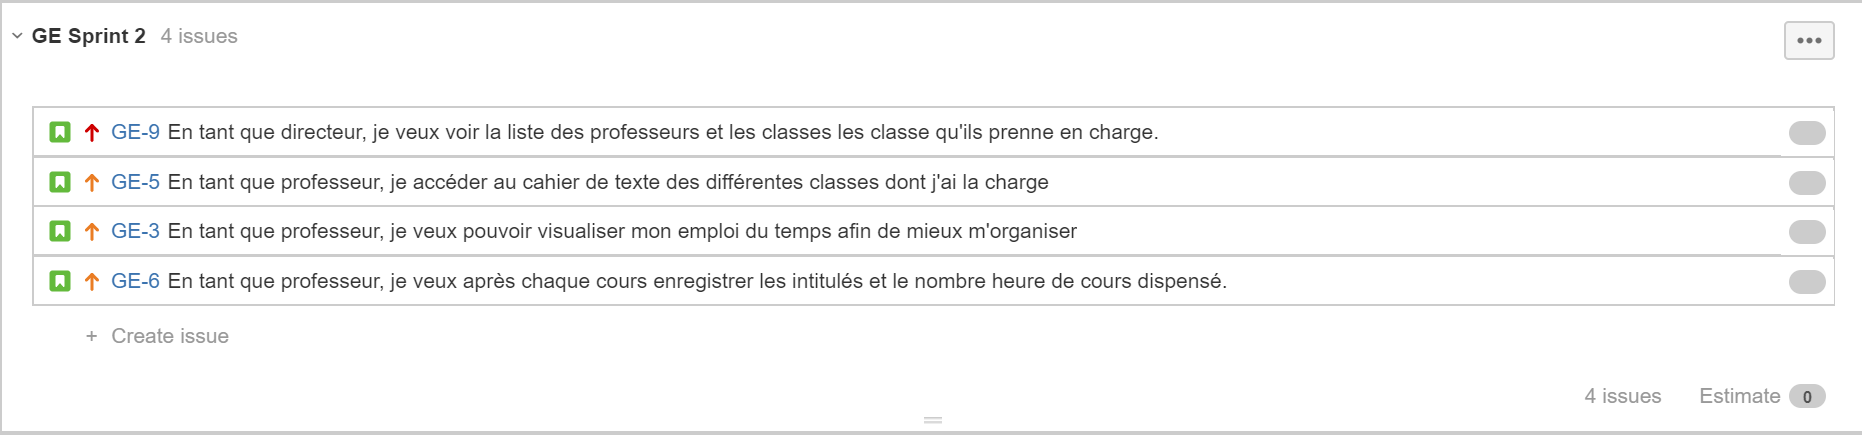 GE Sprint 2 4 issues
GE-9 En tant que directeur, je veux voir la liste des professeurs et les classes les classe qu'ils prenne en charge.
GE-5 En tant que professeur, je accéder au cahier de texte des différentes classes dont j'ai la charge
GE-3 En tant que professeur, je veux pouvoir visualiser mon emploi du temps afin de mieux m'organiser
GE-6 En tant que professeur, je veux après chaque cours enregistrer les intitulés et le nombre heure de cours dispensé.
+ Create issue
4 issues Estimate 0